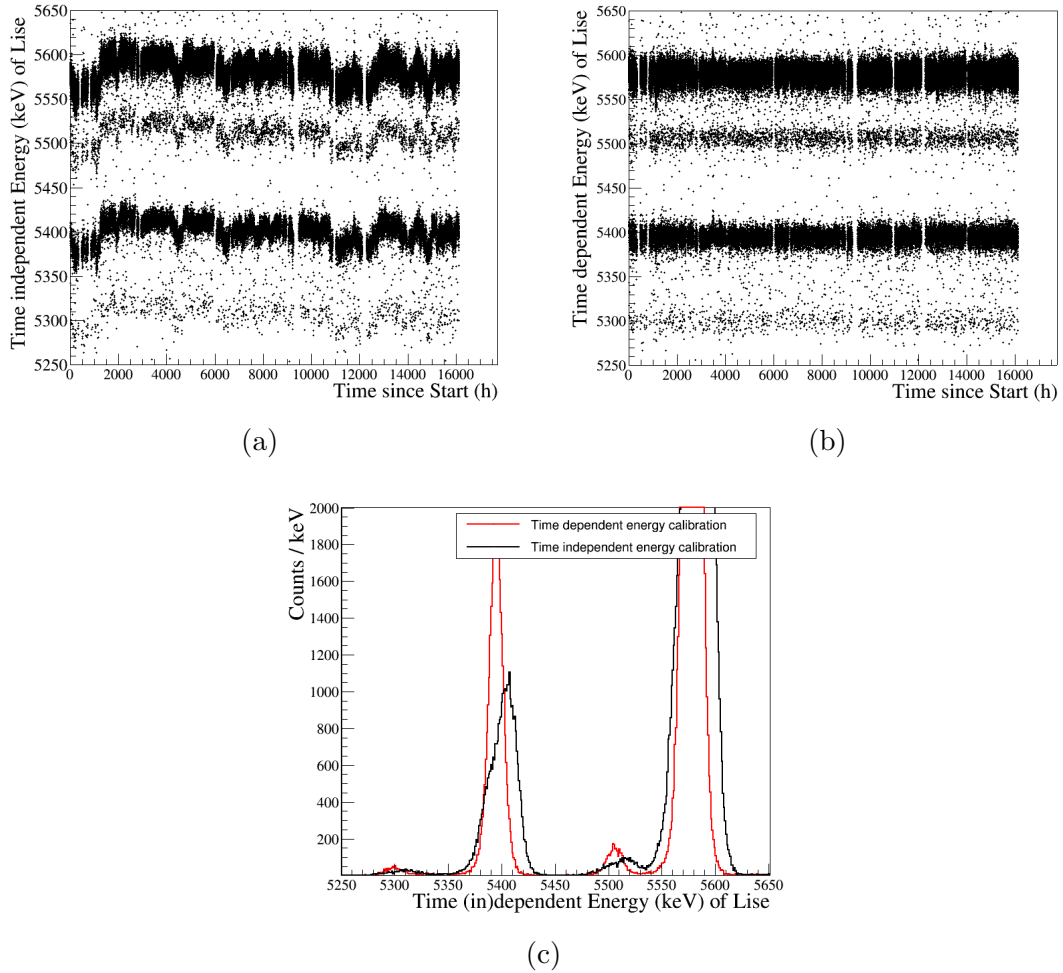 Time independent Energy (keV) of Lise
5650
5600
5550
5500
5450
5400
5350
5300
5250
0 2000 4000 6000 8000 10000 12000 14000 16000
Time since Start (h)
(a)
Time dependent Energy (keV) of Lise
5650
5600
5550
5500
5450
5400
5350
5300
5250
0 2000 4000 6000 8000 10000 12000 14000 16000
Time since Start (h)
(b)
Counts / keV
2000
1800
1600
1400
1200
1000
800
600
400
200
Time dependent energy calibration
Time independent energy calibration
5250 5300 5350 5400 5450 5500 5550 5600 5650
Time (in)dependent Energy (keV) of Lise
(c)